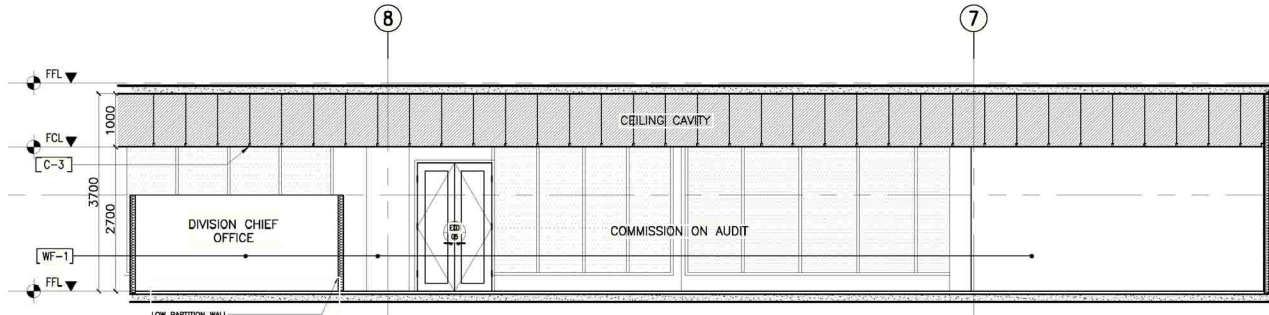 8
7
FFL
1000
CEILING CAVITY
FCL
C-3
3700
2700
DIVISION CHIEF
OFFICE
COMMISSION ON AUDIT
WF-1
FFL
LOW PARTITION WALL